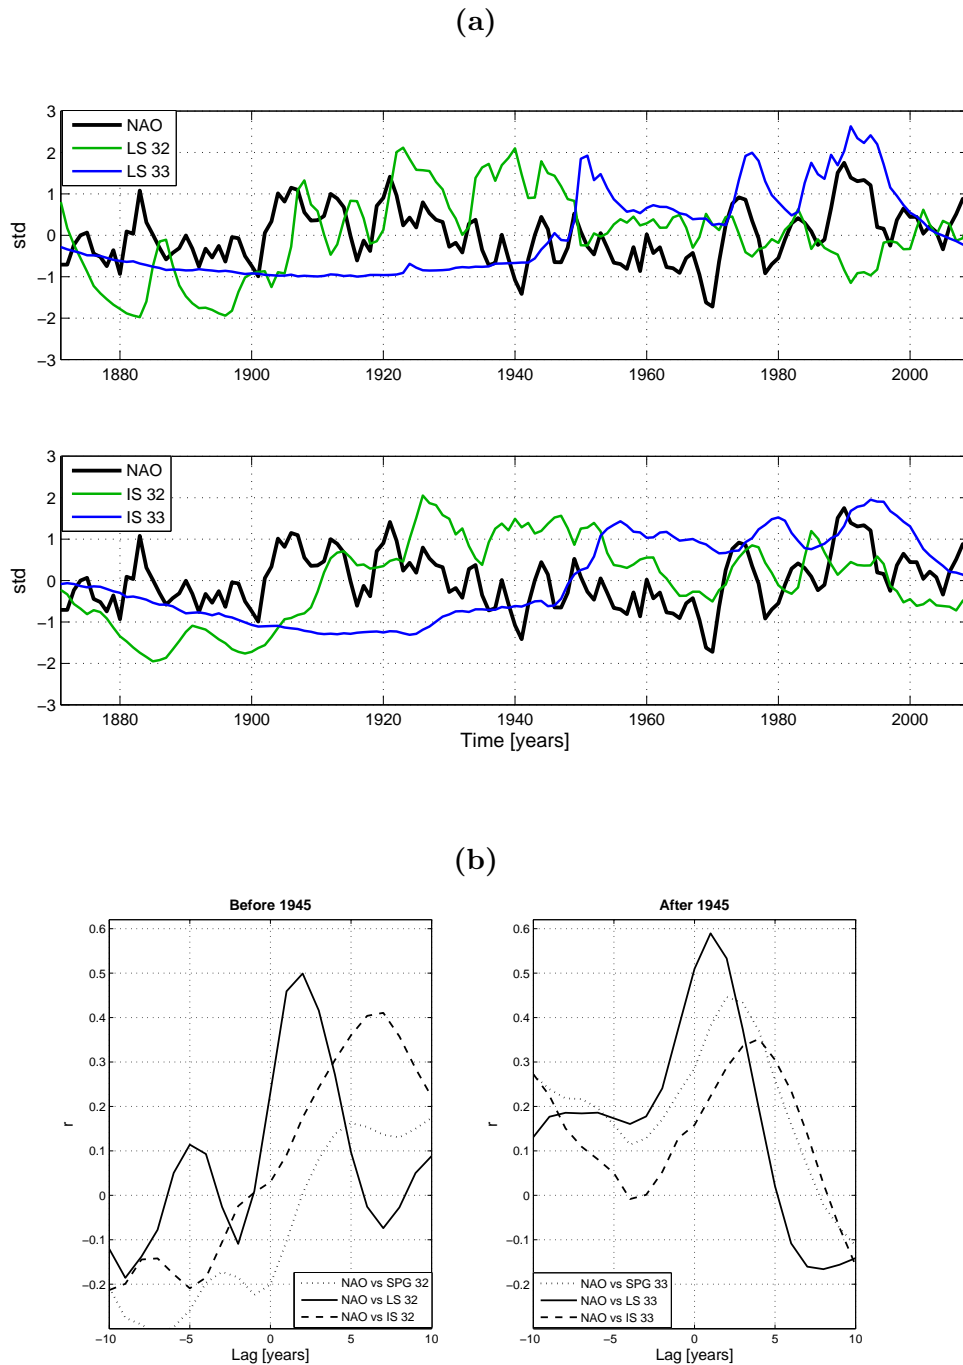 (a)
3
2
1
0
−1
−2
−3
std
NAO
LS 32
LS 33
1880 1900 1920 1940 1960 1980 2000
3
2
1
0
−1
−2
−3
std
NAO
IS 32
IS 33
1880 1900 1920 1940 1960 1980 2000
Time [years]
(b)
Before 1945
0.6
0.5
0.4
0.3
0.2
0.1
0
−0.1
−0.2
r
NAO vs SPG 32
NAO vs LS 32
NAO vs IS 32
−10 −5 0 5 10
Lag [years]
After 1945
0.6
0.5
0.4
0.3
0.2
0.1
0
−0.1
−0.2
r
NAO vs SPG 33
NAO vs LS 33
NAO vs IS 33
−10 −5 0 5 10
Lag [years]